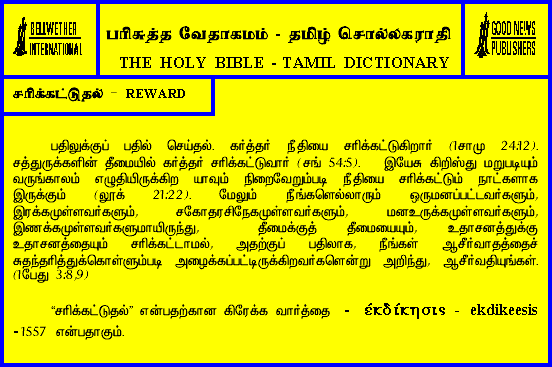 BELLWETHER
INTERNATIONAL
பரிசுத்த வேதாகமம் - தமிழ் சொல்லகராதி
THE HOLY BIBLE - TAMIL DICTIONARY
GOOD NEWS
PUBLISHERS
சரிக்கட்டுதல் – REWARD
பதிலுக்குப் பதில் செய்தல். கர்த்தர் நீதியை சரிக்கட்டுகிறார் (1சாமு 24:12).
சத்துருக்களின் தீமையில் கர்த்தர் சரிக்கட்டுவார் (சங் 54:5). இயேசு கிறிஸ்து மறுபடியும்
வருங்காலம் எழுதியிருக்கிற யாவும் நிறைவேறும்படி நீதியை சரிக்கட்டும் நாட்களாக
இருக்கும் (லூக் 21:22). மேலும் நீங்களெல்லாரும் ஒருமனப்பட்டவர்களும்,
இரக்கமுள்ளவர்களும், சகோதரசிநேகமுள்ளவர்களும், மனஉருக்கமுள்ளவர்களும்,
இணக்கமுள்ளவர்களுமாயிருந்து, தீமைக்குத் தீமையையும், உதாசனத்துக்கு
உதாசனத்தையும் சரிக்கட்டாமல், அதற்குப் பதிலாக, நீங்கள் ஆசீர்வாதத்தைச்
சுதந்தரித்துக்கொள்ளும்படி அழைக்கப்பட்டிருக்கிறவர்களென்று அறிந்து, ஆசீர்வதியுங்கள்.
(1பேது 3:8,9)
“சரிக்கட்டுதல்” என்பதற்கான கிரேக்க வார்த்தை - ἐκδίκησις - ekdikeesis
-1557 என்பதாகும்.